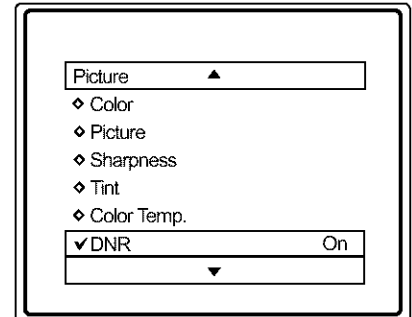 Picture ▲
◇ Color
◇ Picture
◇ Sharpness
◇ Tint
◇ Color Temp.
✓DNR On
▼